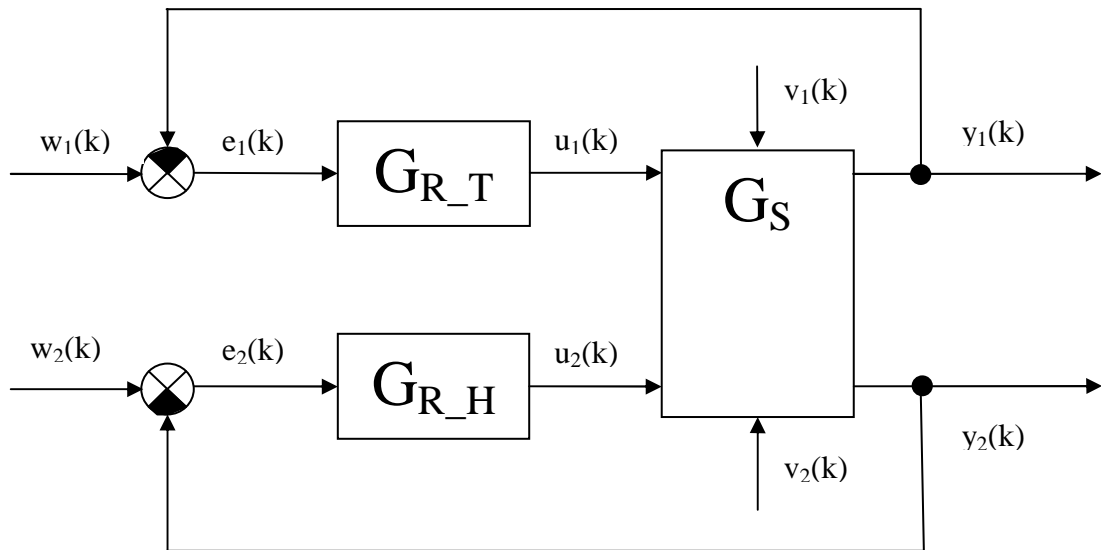 v₁(k)
w₁(k)
e₁(k)
G_R_T
u₁(k)
G_S
y₁(k)
w₂(k)
e₂(k)
G_R_H
u₂(k)
v₂(k)
y₂(k)